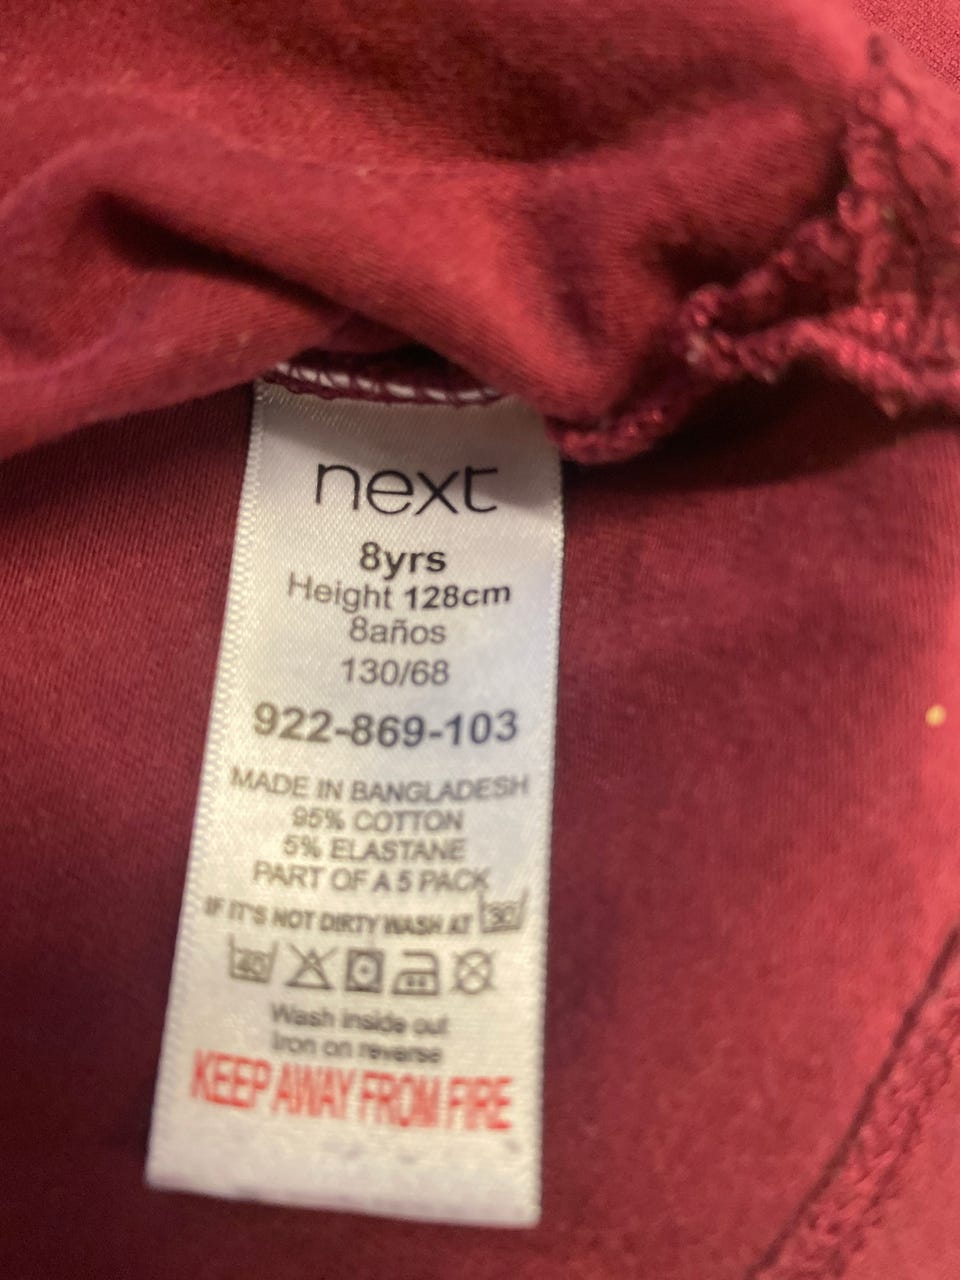 next
8yrs
Height 128cm
8años
130/68
922-869-103
MADE IN BANGLADESH
95% COTTON
5% ELASTANE
PART OF A 5 PACK
IF IT'S NOT DIRTY WASH AT 30
40
Wash inside out
Iron on reverse
KEEP AWAY FROM FIRE